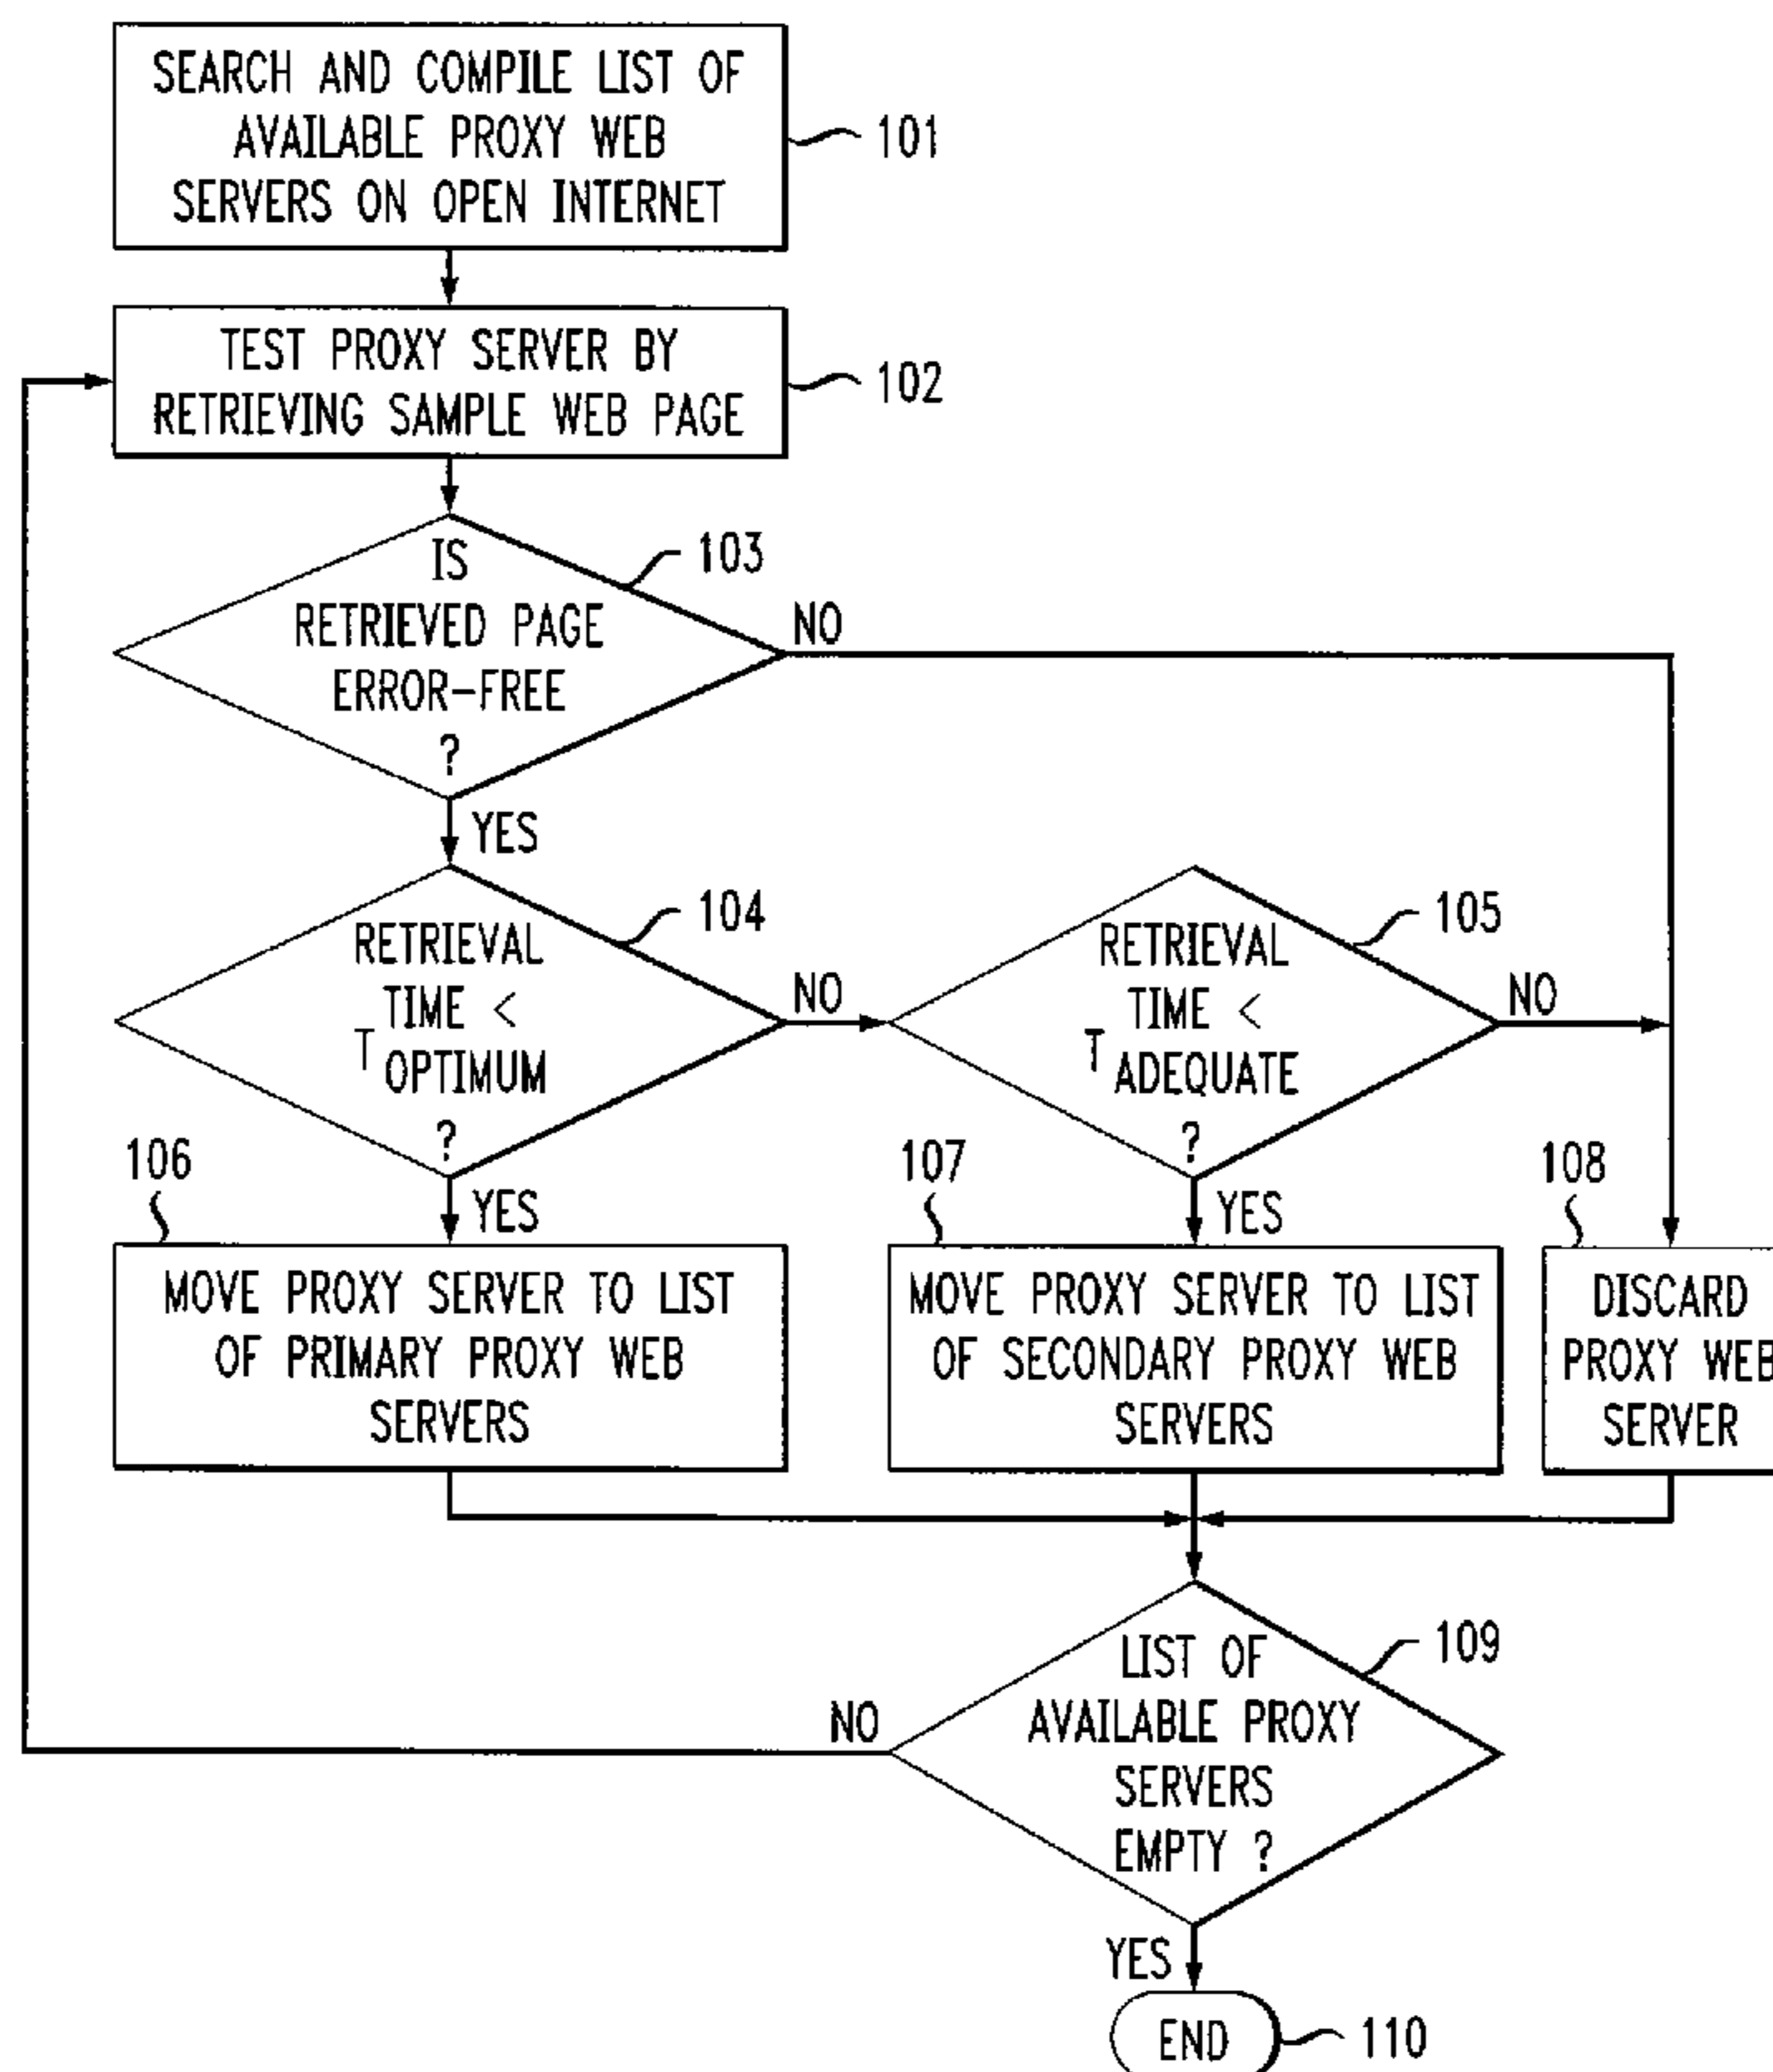 SEARCH AND COMPILE LIST OF
AVAILABLE PROXY WEB
SERVERS ON OPEN INTERNET
101
TEST PROXY SERVER BY
RETRIEVING SAMPLE WEB PAGE
102
IS
RETRIEVED PAGE
ERROR-FREE
?
103
NO
YES
RETRIEVAL
TIME <
T OPTIMUM
?
104
NO
RETRIEVAL
TIME <
T ADEQUATE
?
105
NO
106
YES
107
YES
108
MOVE PROXY SERVER TO LIST
OF PRIMARY PROXY WEB
SERVERS
MOVE PROXY SERVER TO LIST
OF SECONDARY PROXY WEB
SERVERS
DISCARD
PROXY WEB
SERVER
LIST OF
AVAILABLE PROXY
SERVERS
EMPTY ?
109
NO
YES
END
110